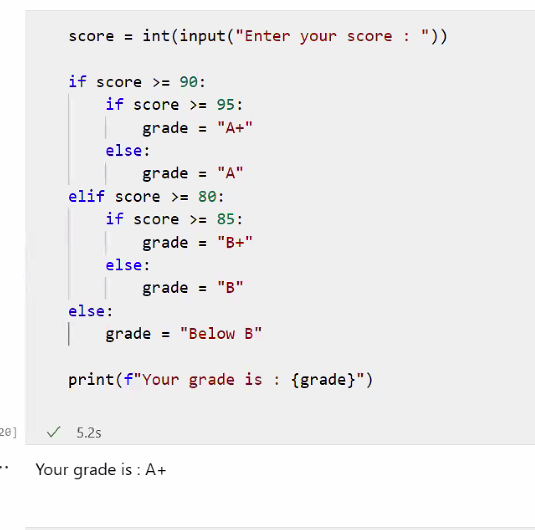 score = int(input("Enter your score : "))
if score >= 90:
if score >= 95:
grade = "A+"
else:
grade = "A"
elif score >= 80:
if score >= 85:
grade = "B+"
else:
grade = "B"
else:
grade = "Below B"
print(f"Your grade is : {grade}")
20]
5.2s
Your grade is : A+